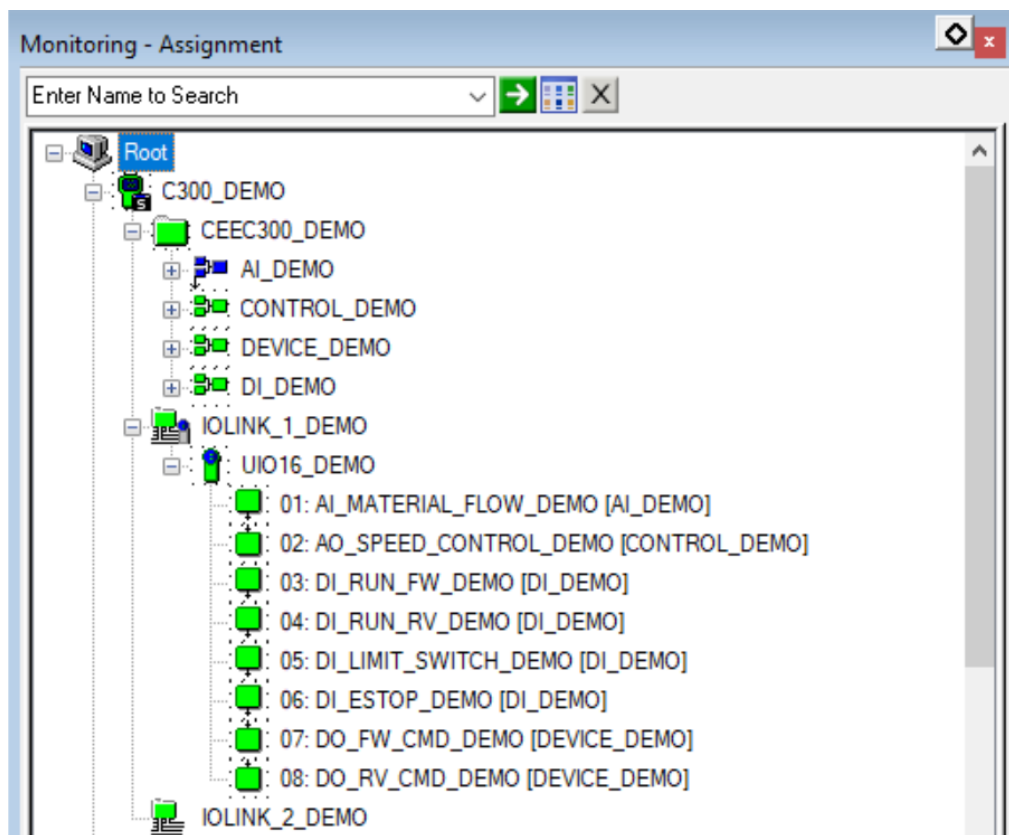 Monitoring - Assignment
x
Enter Name to Search
X
Root
C300_DEMO
S
CEEC300_DEMO
AI_DEMO
CONTROL_DEMO
DEVICE_DEMO
DI_DEMO
IOLINK_1_DEMO
UIO16_DEMO
01: AI_MATERIAL_FLOW_DEMO [AI_DEMO]
02: AO_SPEED_CONTROL_DEMO [CONTROL_DEMO]
03: DI_RUN_FW_DEMO [DI_DEMO]
04: DI_RUN_RV_DEMO [DI_DEMO]
05: DI_LIMIT_SWITCH_DEMO [DI_DEMO]
06: DI_ESTOP_DEMO [DI_DEMO]
07: DO_FW_CMD_DEMO [DEVICE_DEMO]
08: DO_RV_CMD_DEMO [DEVICE_DEMO]
IOLINK_2_DEMO